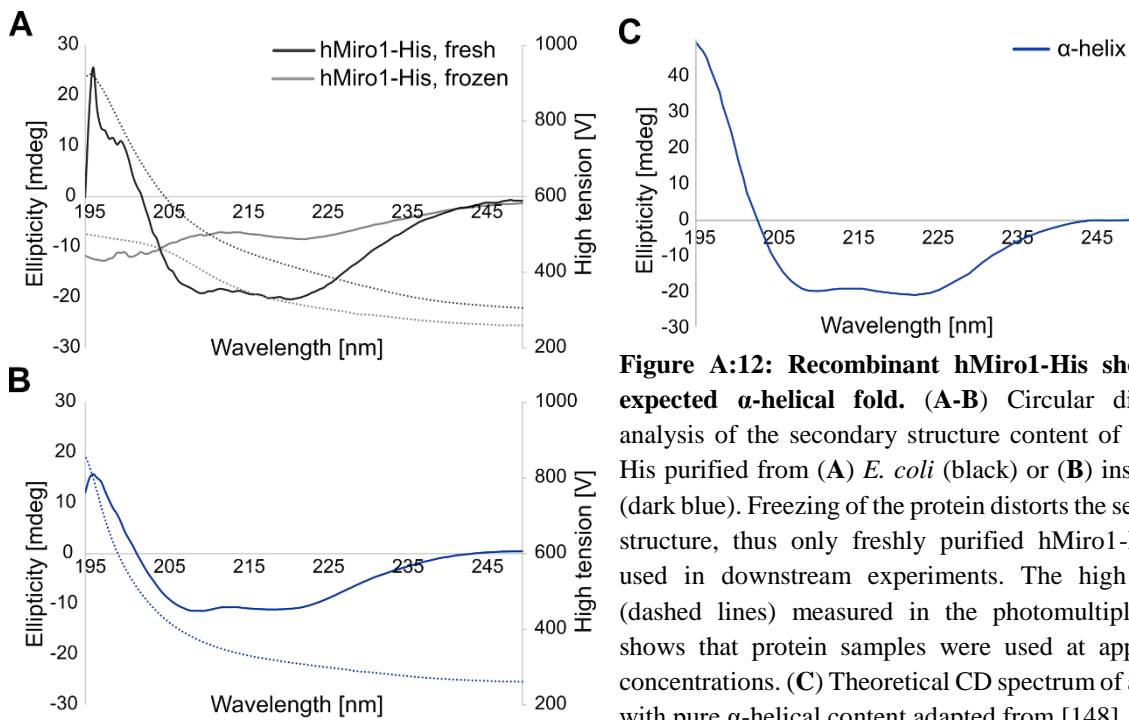 A
30
20
10
0
-10
-20
-30
Ellipticity [mdeg]
hMiro1-His, fresh
hMiro1-His, frozen
1000
800
600
400
200
High tension [V]
195 205 215 225 235 245
Wavelength [nm]
B
30
20
10
0
-10
-20
-30
Ellipticity [mdeg]
1000
800
600
400
200
High tension [V]
195 205 215 225 235 245
Wavelength [nm]
C
40
30
20
10
0
-10
-20
-30
Ellipticity [mdeg]
α-helix
195 205 215 225 235 245
Wavelength [nm]
Figure A:12: Recombinant hMiro1-His sho
expected α-helical fold. (A-B) Circular di
analysis of the secondary structure content of
His purified from (A) E. coli (black) or (B) ins
(dark blue). Freezing of the protein distorts the se
structure, thus only freshly purified hMiro1-
used in downstream experiments. The high
(dashed lines) measured in the photomultipl
shows that protein samples were used at app
concentrations. (C) Theoretical CD spectrum of
with pure α-helical content adapted from [148]